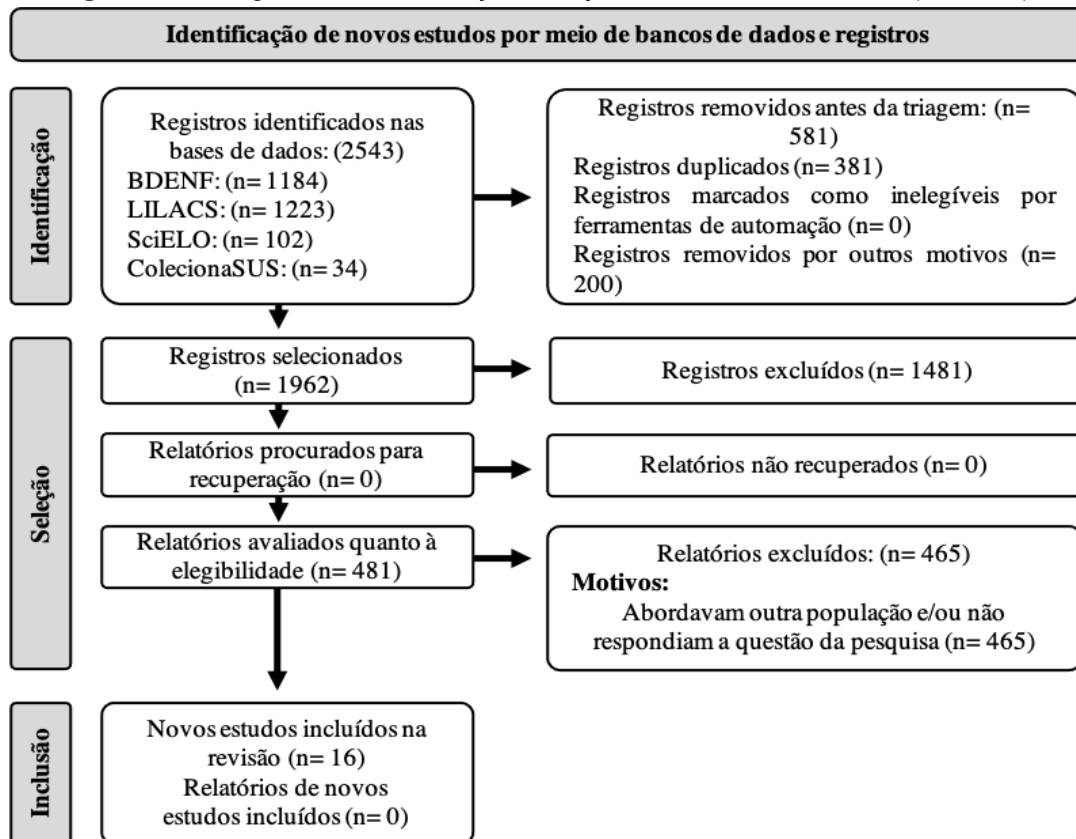 Identificação de novos estudos por meio de bancos de dados e registros
Identificação
Registros identificados nas
bases de dados: (2543)
BDENF: (n= 1184)
LILACS: (n= 1223)
SciELO: (n= 102)
ColecionaSUS: (n= 34)
Registros removidos antes da triagem: (n=
581)
Registros duplicados (n= 381)
Registros marcados como inelegíveis por
ferramentas de automação (n= 0)
Registros removidos por outros motivos (n=
200)
Seleção
Registros selecionados
(n= 1962)
Registros excluídos (n= 1481)
Relatórios procurados para
recuperação (n= 0)
Relatórios não recuperados (n= 0)
Relatórios avaliados quanto à
elegibilidade (n= 481)
Relatórios excluídos: (n= 465)
Motivos:
Abordavam outra população e/ou não
respondiam a questão da pesquisa (n= 465)
Inclusão
Novos estudos incluídos na
revisão (n= 16)
Relatórios de novos
estudos incluídos (n= 0)